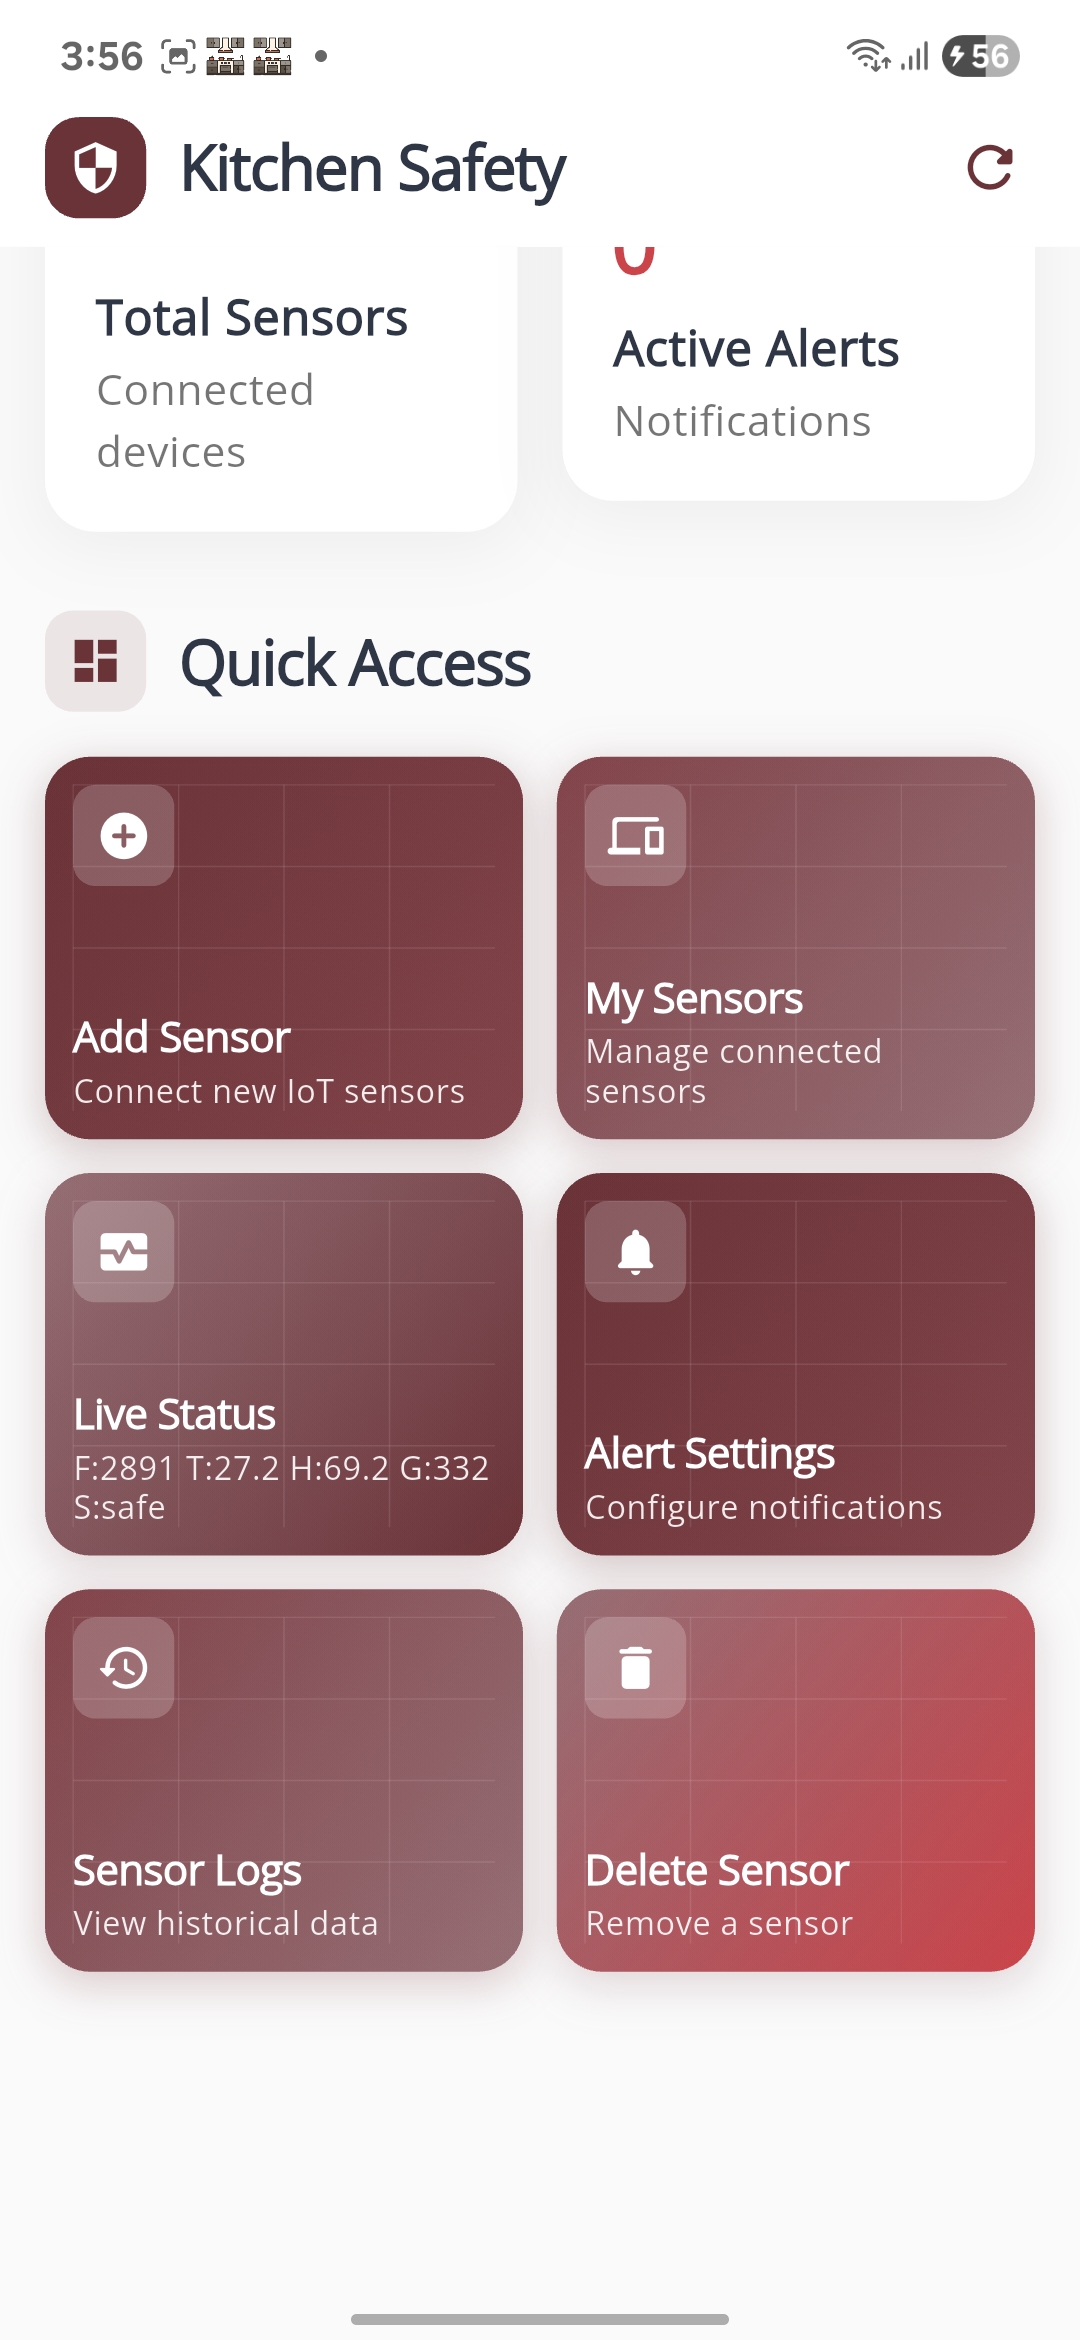 3:56
56
Kitchen Safety
0
Total Sensors
Connected
devices
Active Alerts
Notifications
Quick Access
Add Sensor
Connect new IoT sensors
My Sensors
Manage connected
sensors
Live Status
F:2891 T:27.2 H:69.2 G:332
S:safe
Alert Settings
Configure notifications
Sensor Logs
View historical data
Delete Sensor
Remove a sensor